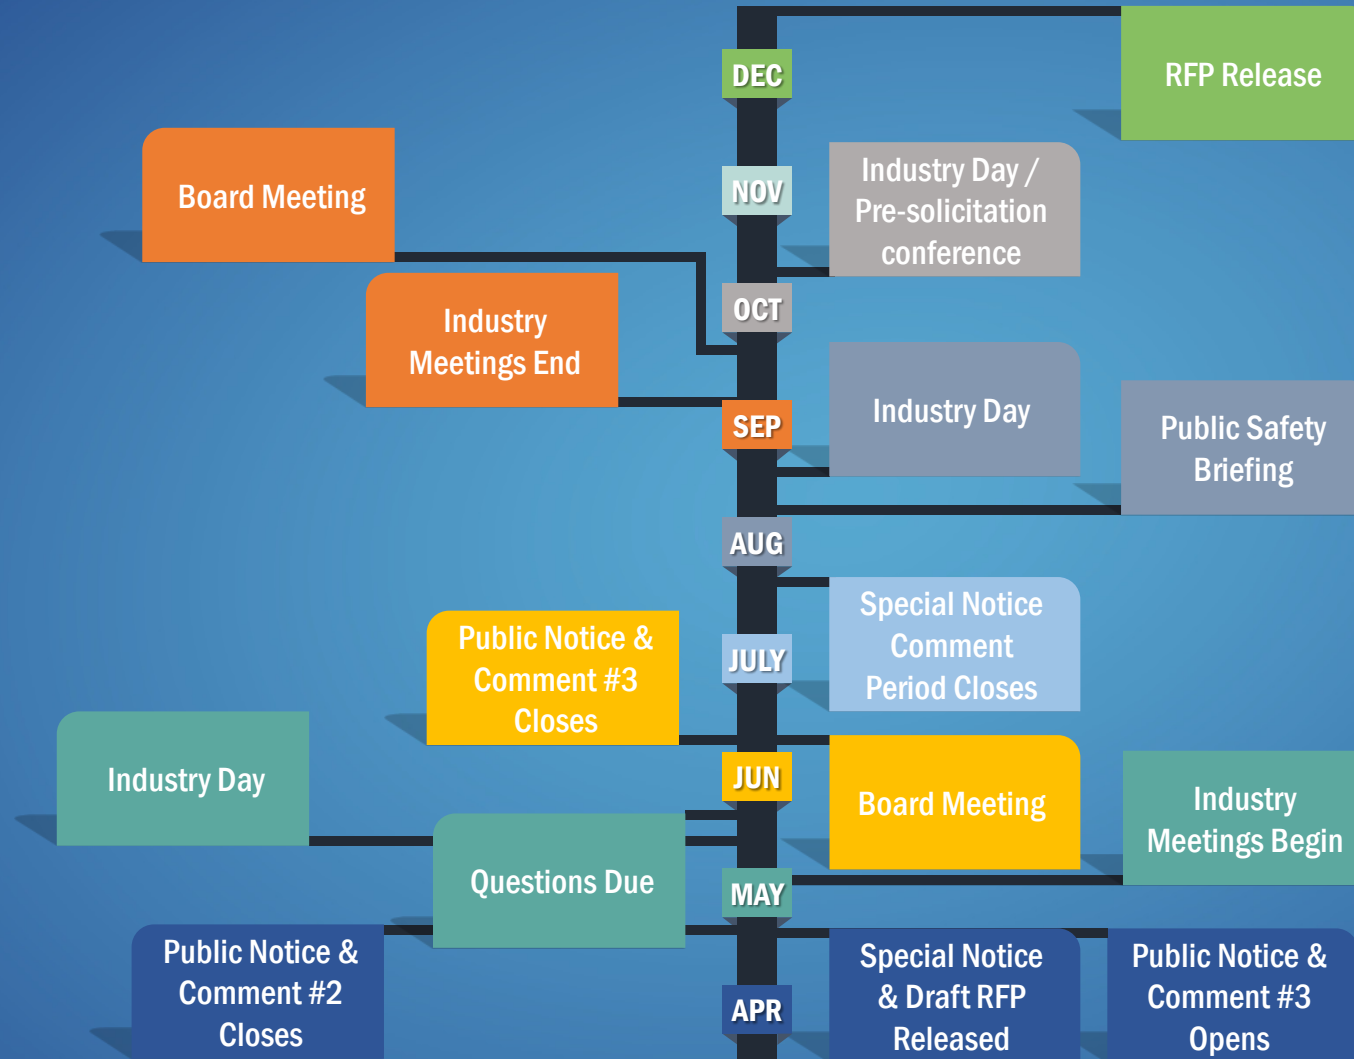 DEC
RFP Release
Board Meeting
NOV
Industry Day /
Pre-solicitation
conference
Industry
Meetings End
OCT
SEP
Industry Day
Public Safety
Briefing
AUG
Public Notice &
Comment #3
Closes
JULY
Special Notice
Comment
Period Closes
Industry Day
JUN
Board Meeting
Industry
Meetings Begin
Questions Due
MAY
Public Notice &
Comment #2
Closes
APR
Special Notice
& Draft RFP
Released
Public Notice &
Comment #3
Opens